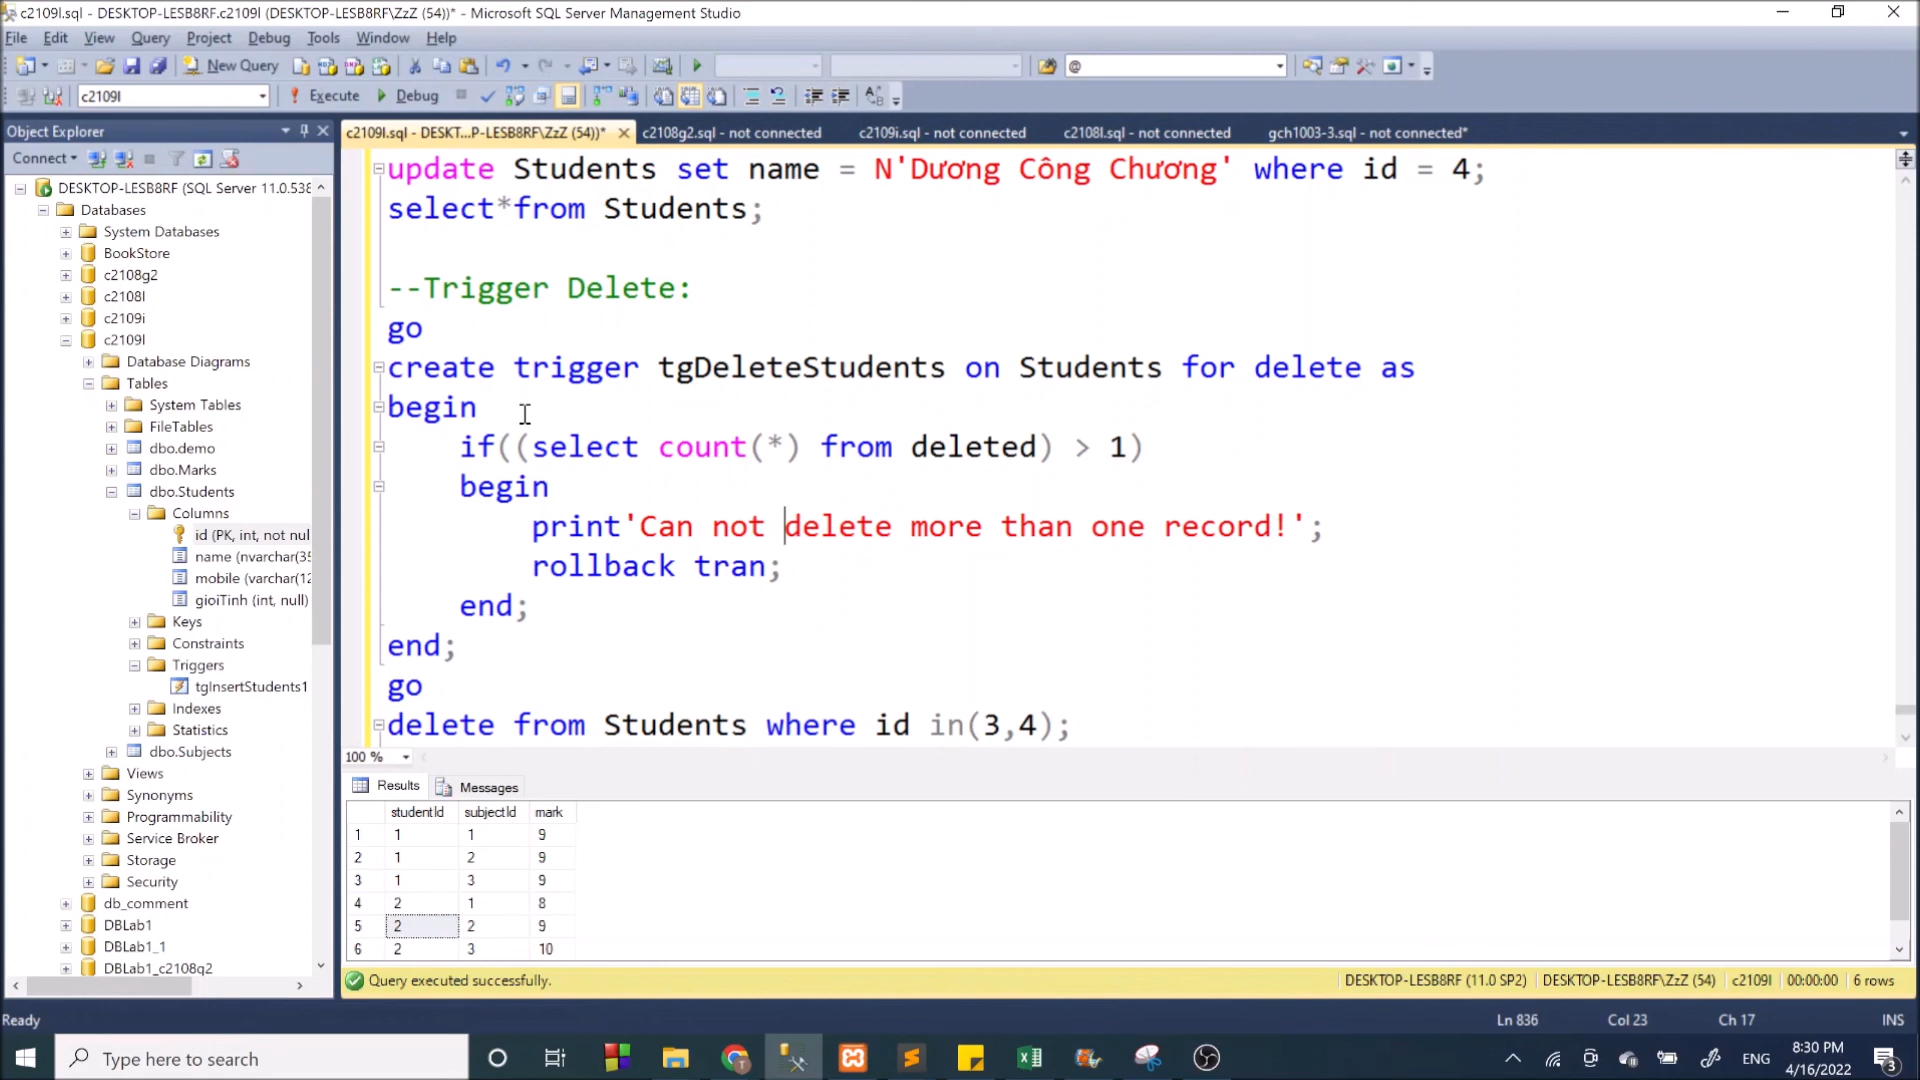 c2109l.sql - DESKTOP-LESB8RF.c2109l (DESKTOP-LESB8RF\ZzZ (54))* - Microsoft SQL Server Management Studio
File Edit View Query Project Debug Tools Window Help
New Query @
c2109l Execute Debug
Object Explorer
c2109l.sql - DESKT...P-LESB8RF\ZzZ (54))* c2108g2.sql - not connected c2109i.sql - not connected c2108l.sql - not connected gch1003-3.sql - not connected*
Connect
DESKTOP-LESB8RF (SQL Server 11.0.538
Databases
System Databases
BookStore
c2108g2
c2108l
c2109i
c2109l
Database Diagrams
Tables
System Tables
FileTables
dbo.demo
dbo.Marks
dbo.Students
Columns
id (PK, int, not nul
name (nvarchar(35
mobile (varchar(12
gioiTinh (int, null)
Keys
Constraints
Triggers
tgInsertStudents1
Indexes
Statistics
dbo.Subjects
Views
Synonyms
Programmability
Service Broker
Storage
Security
db_comment
DBLab1
DBLab1_1
DBLab1_c2108q2
update Students set name = N'Dương Công Chương' where id = 4;
select*from Students;
--Trigger Delete:
go
create trigger tgDeleteStudents on Students for delete as
begin
if((select count(*) from deleted) > 1)
begin
print'Can not delete more than one record!';
rollback tran;
end;
end;
go
delete from Students where id in(3,4);
100 %
Results Messages
studentId subjectId mark
1 1 1 9
2 1 2 9
3 1 3 9
4 2 1 8
5 2 2 9
6 2 3 10
Query executed successfully. DESKTOP-LESB8RF (11.0 SP2) DESKTOP-LESB8RF\ZzZ (54) c2109l 00:00:00 6 rows
Ready Ln 836 Col 23 Ch 17 INS
Type here to search ENG 8:30 PM
4/16/2022 3